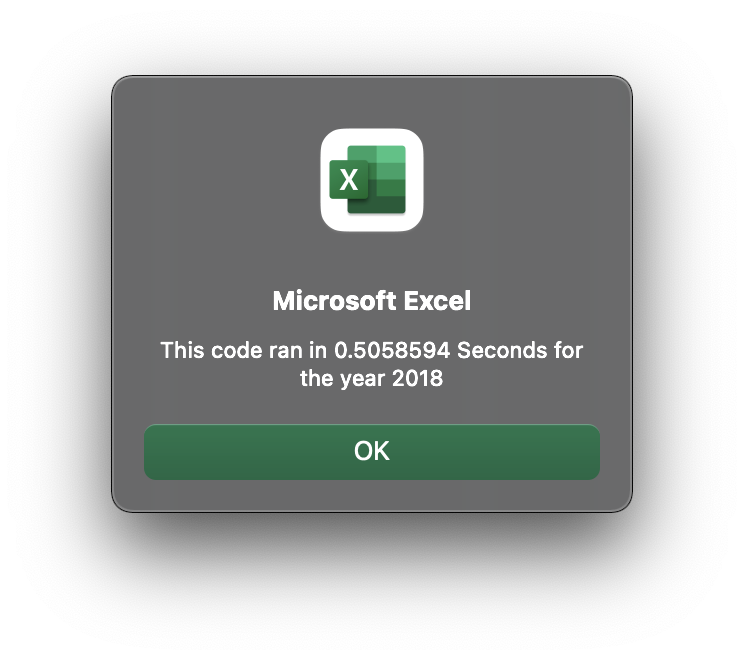 X
Microsoft Excel
This code ran in 0.5058594 Seconds for
the year 2018
OK